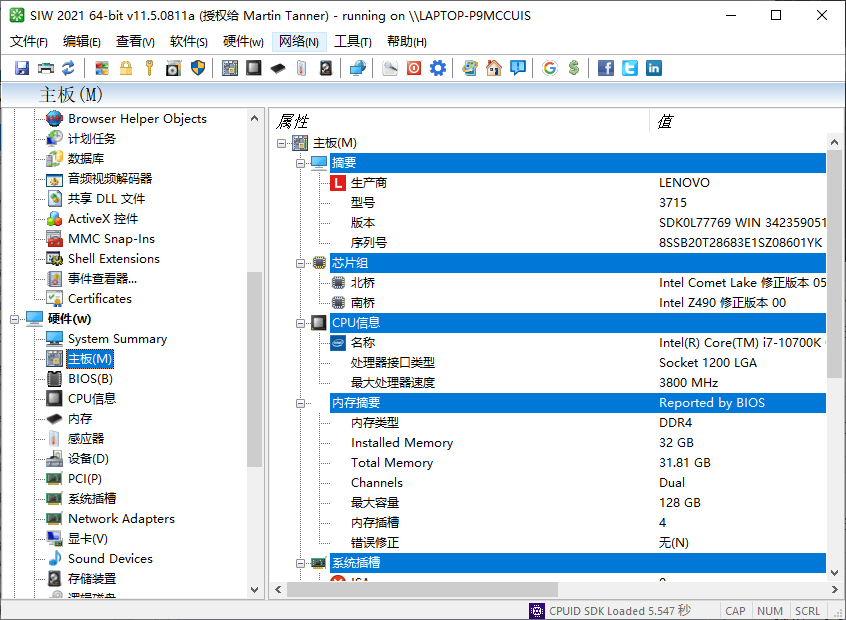 SIW 2021 64-bit v11.5.0811a (授权给 Martin Tanner) - running on \\LAPTOP-P9MCCUIS
文件(F) 编辑(E) 查看(V) 软件(S) 硬件(w) 网络(N) 工具(T) 帮助(H)
主板(M)
Browser Helper Objects
计划任务
数据库
音频视频解码器
共享 DLL 文件
ActiveX 控件
MMC Snap-Ins
Shell Extensions
事件查看器...
Certificates
硬件(w)
System Summary
主板(M)
BIOS(B)
CPU信息
内存
感应器
设备(D)
PCI(P)
系统插槽
Network Adapters
显卡(V)
Sound Devices
存储装置
逻辑磁盘
属性 值
主板(M)
摘要
生产商 LENOVO
型号 3715
版本 SDK0L77769 WIN 342359051
序列号 8SSB20T28683E1SZ08601YK
芯片组
北桥 Intel Comet Lake 修正版本 05
南桥 Intel Z490 修正版本 00
CPU信息
名称 Intel(R) Core(TM) i7-10700K
处理器接口类型 Socket 1200 LGA
最大处理器速度 3800 MHz
内存摘要 Reported by BIOS
内存类型 DDR4
Installed Memory 32 GB
Total Memory 31.81 GB
Channels Dual
最大容量 128 GB
内存插槽 4
错误修正 无(N)
系统插槽
ISA
CPUID SDK Loaded 5.547 秒 CAP NUM SCRL